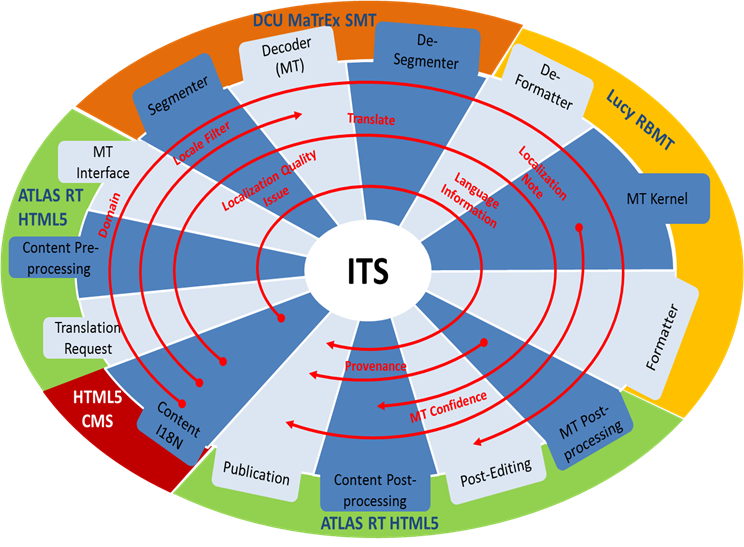 DCU MaTrEx SMT
Decoder
(MT)
De-
Segmenter
Segmenter
De-
Formatter
Lucy RBMT
MT Kernel
Formatter
MT
Interface
ATLAS RT
HTML5
Content Pre-
processing
Translation
Request
HTML5
CMS
Content
I18N
Publication
Content Post-
processing
ATLAS RT HTML5
Post-Editing
MT Post-
processing
ITS
Domain
Locale Filter
Localization Quality
Issue
Translate
Language
Information
Localization
Note
Provenance
MT Confidence